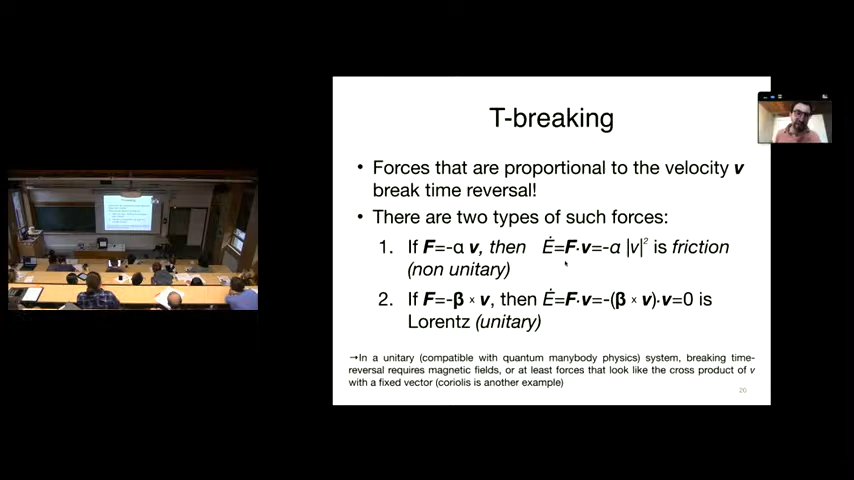 T-breaking
• Forces that are proportional to the velocity v
break time reversal!
• There are two types of such forces:
1. If F=-α v, then Ė=F·v=-α |v|² is friction
(non unitary)
2. If F=-β × v, then Ė=F·v=-(β × v)·v=0 is
Lorentz (unitary)
→In a unitary (compatible with quantum manybody physics) system, breaking time-
reversal requires magnetic fields, or at least forces that look like the cross product of v
with a fixed vector (coriolis is another example)
20